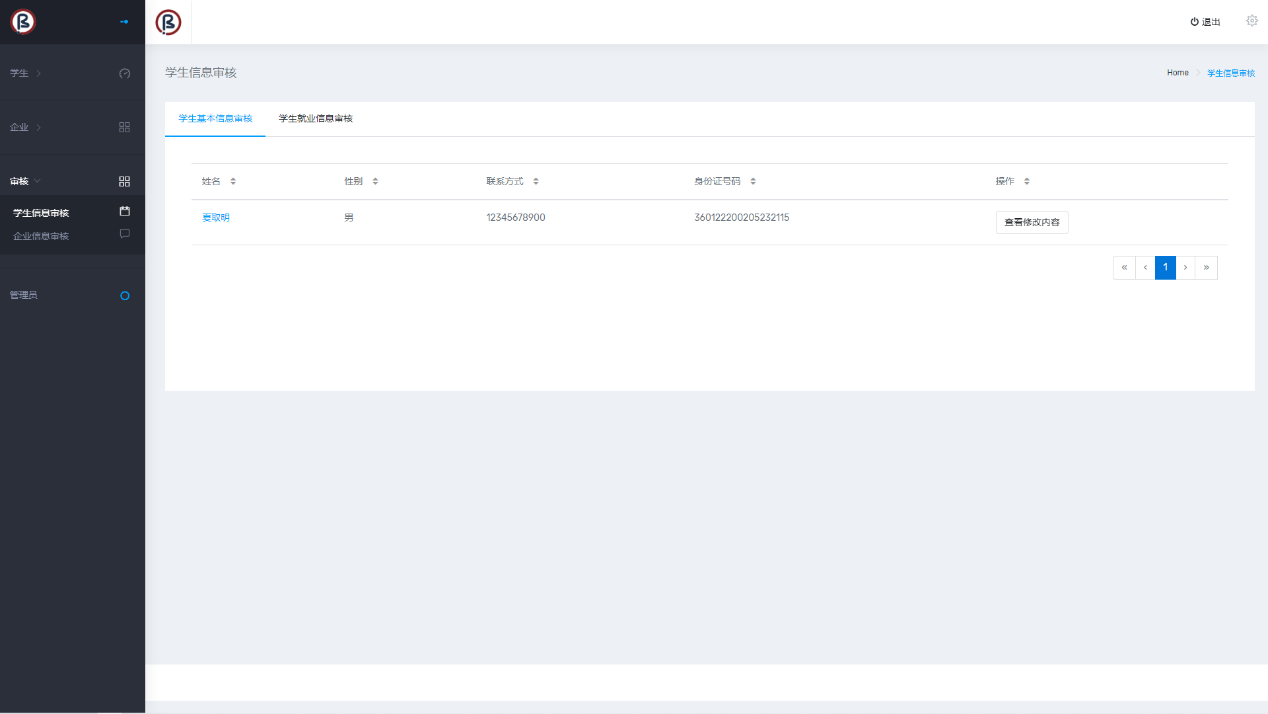 退出
学生
企业
审核
学生信息审核
企业信息审核
管理员
学生信息审核
Home 学生信息审核
学生基本信息审核 学生就业信息审核
姓名 性别 联系方式 身份证号码 操作
夏取明 男 12345678900 360122200205232115 查看修改内容
« ‹ 1 › »